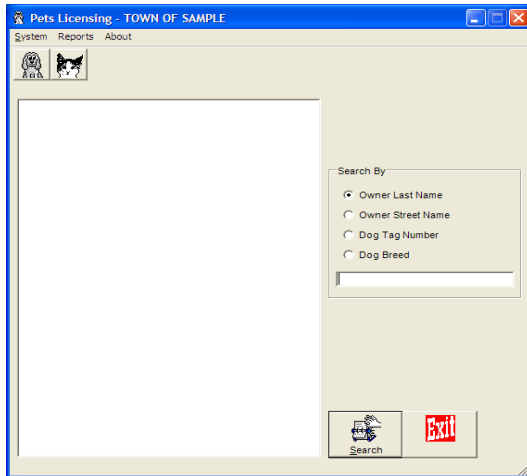 Pets Licensing - TOWN OF SAMPLE
System Reports About
Search By
Owner Last Name
Owner Street Name
Dog Tag Number
Dog Breed
Search
Exit